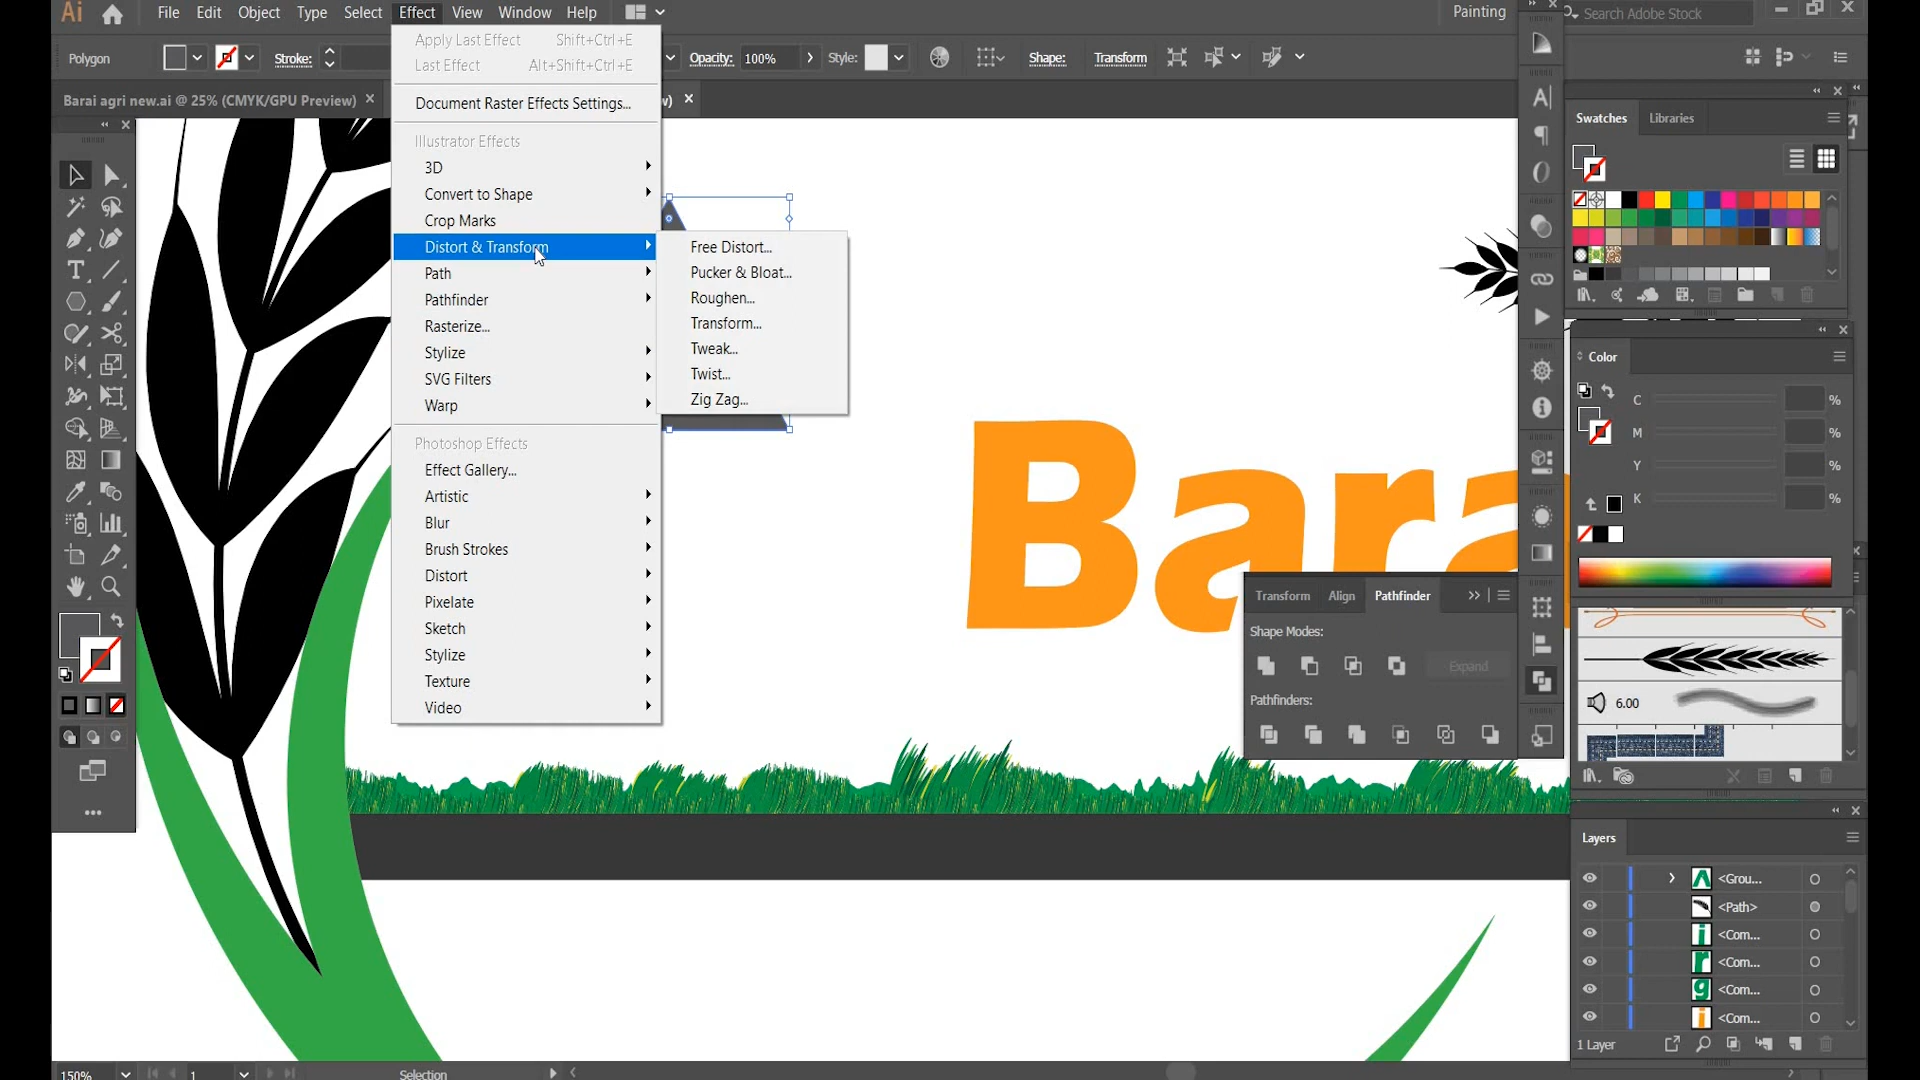 Ai File Edit Object Type Select Effect View Window Help Painting Search Adobe Stock
Polygon Stroke: Opacity: 100% Style: Shape: Transform
Barai agri new.ai @ 25% (CMYK/GPU Preview)
Apply Last Effect Shift+Ctrl+E
Last Effect Alt+Shift+Ctrl+E
Document Raster Effects Settings...
Illustrator Effects
3D
Convert to Shape
Crop Marks
Distort & Transform
Path
Pathfinder
Rasterize...
Stylize
SVG Filters
Warp
Photoshop Effects
Effect Gallery...
Artistic
Blur
Brush Strokes
Distort
Pixelate
Sketch
Stylize
Texture
Video
Free Distort...
Pucker & Bloat...
Roughen...
Transform...
Tweak...
Twist...
Zig Zag...
Bara
Transform Align Pathfinder
Shape Modes:
Expand
Pathfinders:
Swatches Libraries
Color
C %
M %
Y %
K %
6.00
Layers
<Grou...
<Path>
<Com...
<Com...
<Com...
<Com...
1 Layer
150% 1 Selection